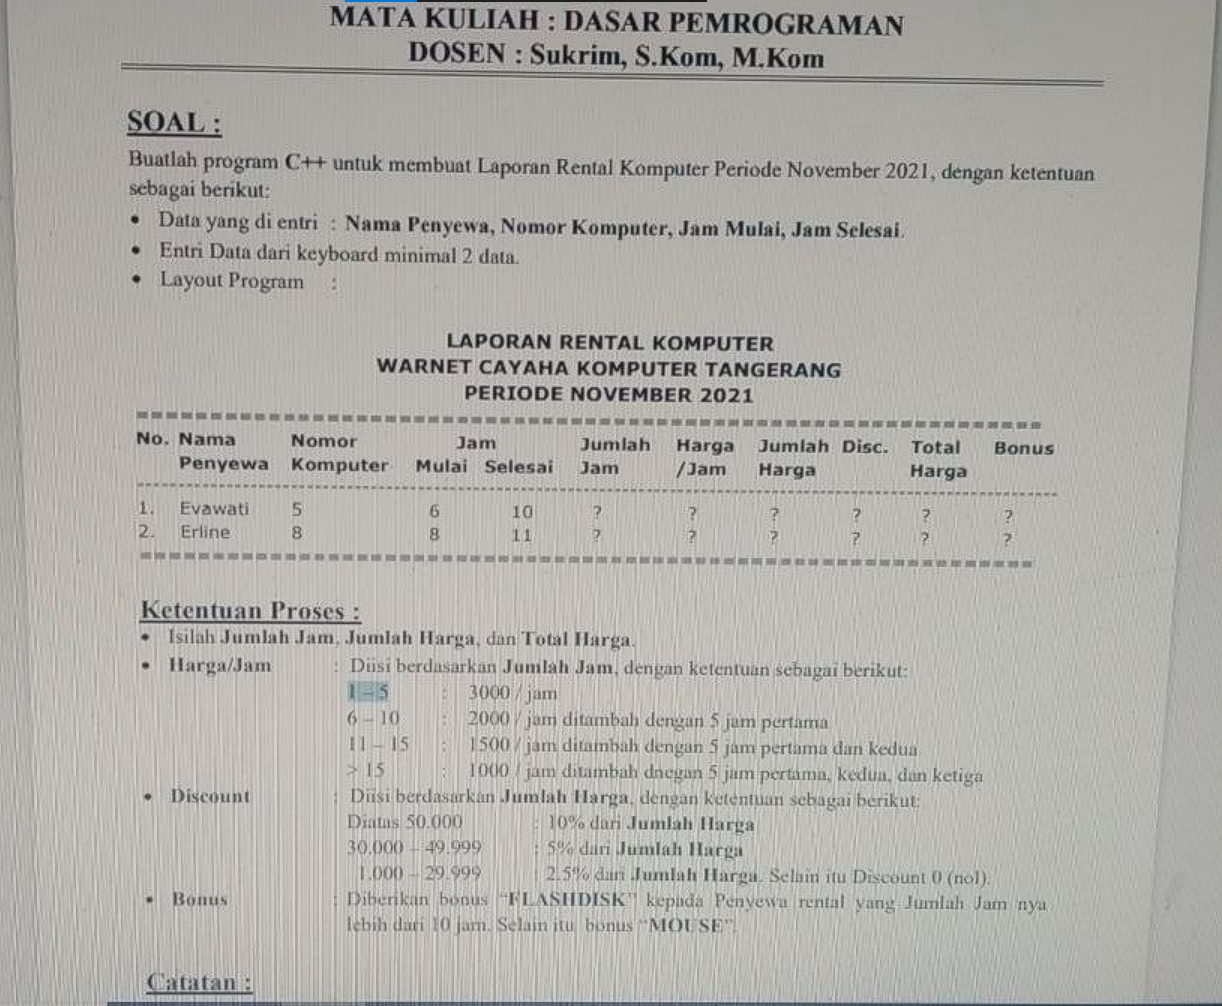 MATA KULIAH : DASAR PEMROGRAMAN
DOSEN : Sukrim, S.Kom, M.Kom
SOAL :
Buatlah program C++ untuk membuat Laporan Rental Komputer Periode November 2021, dengan ketentuan
sebagai berikut:
• Data yang di entri : Nama Penyewa, Nomor Komputer, Jam Mulai, Jam Selesai.
• Entri Data dari keyboard minimal 2 data.
• Layout Program :
LAPORAN RENTAL KOMPUTER
WARNET CAYAHA KOMPUTER TANGERANG
PERIODE NOVEMBER 2021
No. Nama Nomor Jam Jumlah Harga Jumlah Disc. Total Bonus
Penyewa Komputer Mulai Selesai Jam /Jam Harga Harga
1. Evawati 5 6 10 ? ? ? ? ? ?
2. Erline 8 8 11 ? ? ? ? ? ?
Ketentuan Proses :
• Isilah Jumlah Jam, Jumlah Harga, dan Total Harga.
• Harga/Jam : Diisi berdasarkan Jumlah Jam, dengan ketentuan sebagai berikut:
1 – 5 : 3000 / jam
6 – 10 : 2000 / jam ditambah dengan 5 jam pertama
11 – 15 : 1500 / jam ditambah dengan 5 jam pertama dan kedua
> 15 : 1000 / jam ditambah dnegan 5 jam pertama, kedua, dan ketiga
• Discount : Diisi berdasarkan Jumlah Harga, dengan ketentuan sebagai berikut:
Diatas 50.000 : 10% dari Jumlah Harga
30.000 – 49.999 : 5% dari Jumlah Harga
1.000 – 29.999 : 2.5% dari Jumlah Harga. Selain itu Discount 0 (nol).
• Bonus : Diberikan bonus “FLASHDISK” kepada Penyewa rental yang Jumlah Jam nya
lebih dari 10 jam. Selain itu bonus “MOUSE”.
Catatan :